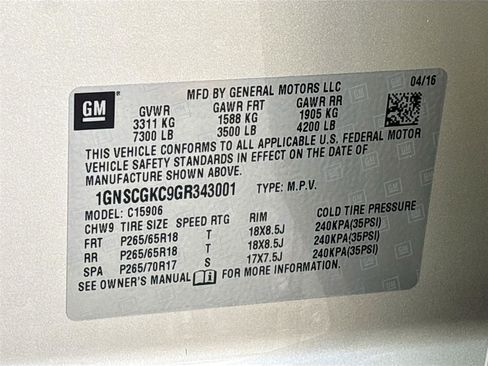 MFD BY GENERAL MOTORS LLC 04/16
GM
GVWR GAWR FRT GAWR RR
3311 KG 1588 KG 1905 KG
7300 LB 3500 LB 4200 LB
THIS VEHICLE CONFORMS TO ALL APPLICABLE U.S. FEDERAL MOTOR
VEHICLE SAFETY STANDARDS IN EFFECT ON THE DATE OF
MANUFACTURE SHOWN ABOVE.
1GNSCGKC9GR343001 TYPE: M.P.V.
MODEL: C15906
CHW9 TIRE SIZE SPEED RTG RIM COLD TIRE PRESSURE
FRT P265/65R18 T 18X8.5J 240KPA(35PSI)
RR P265/65R18 T 18X8.5J 240KPA(35PSI)
SPA P265/70R17 S 17X7.5J 240KPA(35PSI)
SEE OWNER'S MANUAL FOR MORE INFORMATION.